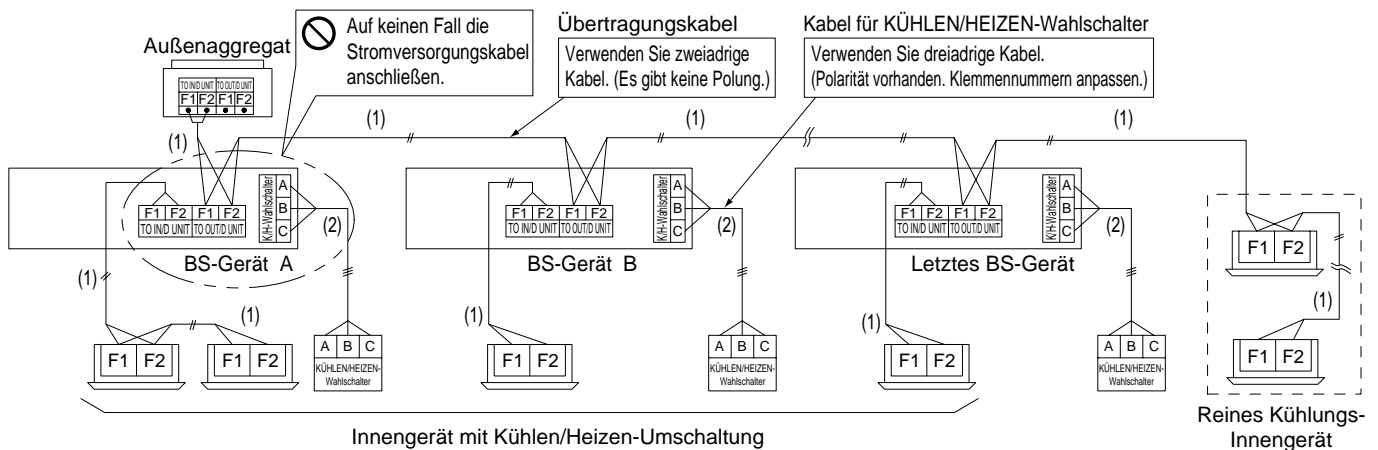 Außenaggregat
TO IN/D UNIT TO OUT/D UNIT
F1 F2 F1 F2
Auf keinen Fall die
Stromversorgungskabel
anschließen.
Übertragungskabel
Verwenden Sie zweiadrige
Kabel. (Es gibt keine Polung.)
Kabel für KÜHLEN/HEIZEN-Wahlschalter
Verwenden Sie dreiadrige Kabel.
(Polarität vorhanden. Klemmennummern anpassen.)
(1)
(1)
(1)
(1)
F1 F2 F1 F2
TO IN/D UNIT TO OUT/D UNIT
K/H-Wahlschalter
A
B
C
(2)
BS-Gerät A
F1 F2 F1 F2
TO IN/D UNIT TO OUT/D UNIT
K/H-Wahlschalter
A
B
C
(2)
BS-Gerät B
F1 F2 F1 F2
TO IN/D UNIT TO OUT/D UNIT
K/H-Wahlschalter
A
B
C
(2)
Letztes BS-Gerät
F1 F2
(1)
F1 F2
(1)
(1)
F1 F2
F1 F2
A B C
KÜHLEN/HEIZEN-
Wahlschalter
(1)
F1 F2
A B C
KÜHLEN/HEIZEN-
Wahlschalter
(1)
F1 F2
A B C
KÜHLEN/HEIZEN-
Wahlschalter
Innengerät mit Kühlen/Heizen-Umschaltung
Reines Kühlungs-
Innengerät